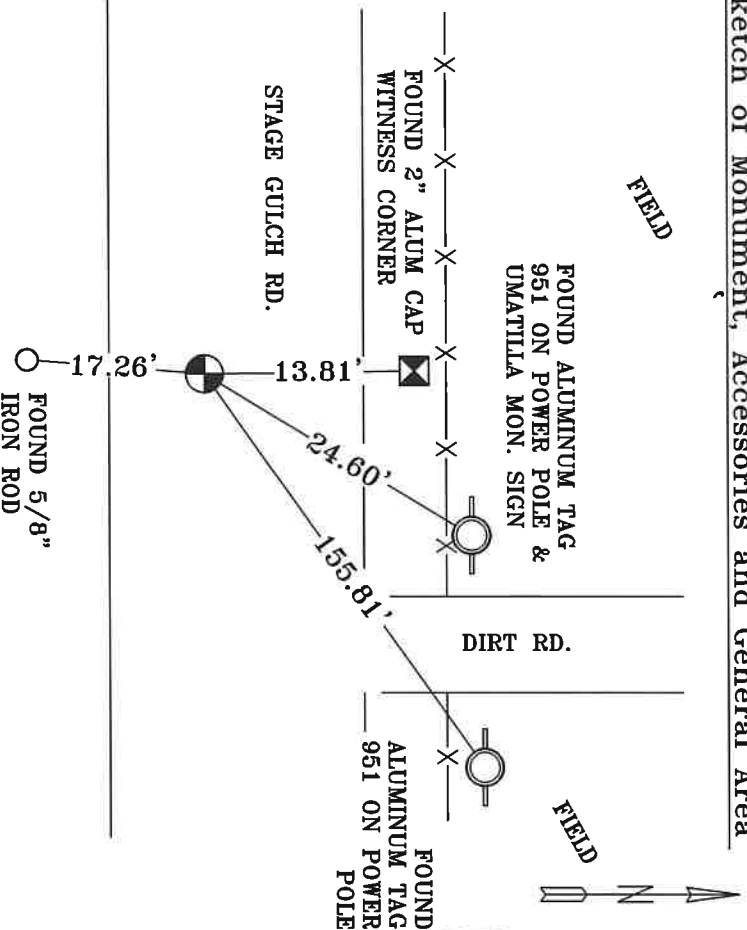 ketch of Monument, Accessories and General Area
FIELD
FOUND ALUMINUM TAG
951 ON POWER POLE &
UMATILLA MON. SIGN
FOUND 2" ALUM CAP
WITNESS CORNER
STAGE GULCH RD.
17.26'
13.81'
24.60'
155.81'
FOUND 5/8"
IRON ROD
DIRT RD.
FOUND
ALUMINUM TAG
951 ON POWER
POLE
FIELD
N